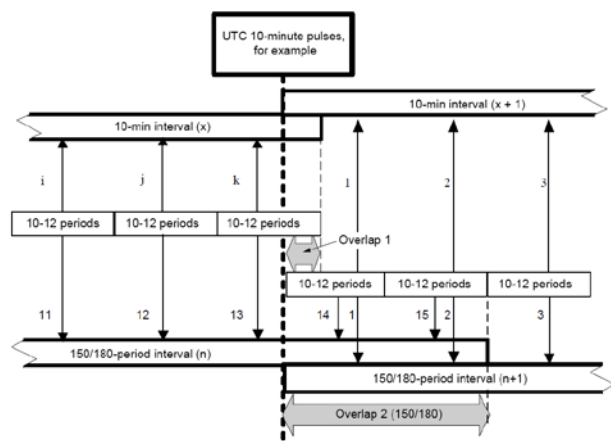 UTC 10-minute pulses,
for example
10-min interval (x + 1)
10-min interval (x)
i j k 1 2 3
10-12 periods 10-12 periods 10-12 periods
Overlap 1
10-12 periods 10-12 periods 10-12 periods
11 12 13 14 1 15 2 3
150/180-period interval (n)
150/180-period interval (n+1)
Overlap 2 (150/180)